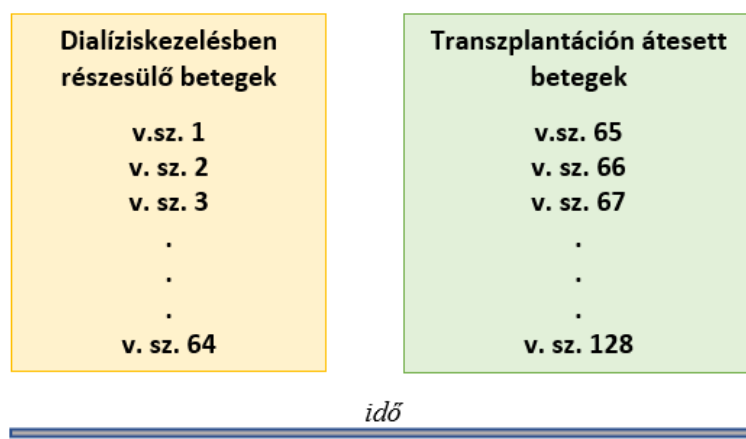 Dialíziskezelésben
részesülő betegek
v.sz. 1
v. sz. 2
v. sz. 3
.
.
.
v. sz. 64
Transzplantáción átesett
betegek
v.sz. 65
v. sz. 66
v. sz. 67
.
.
.
v. sz. 128
idő